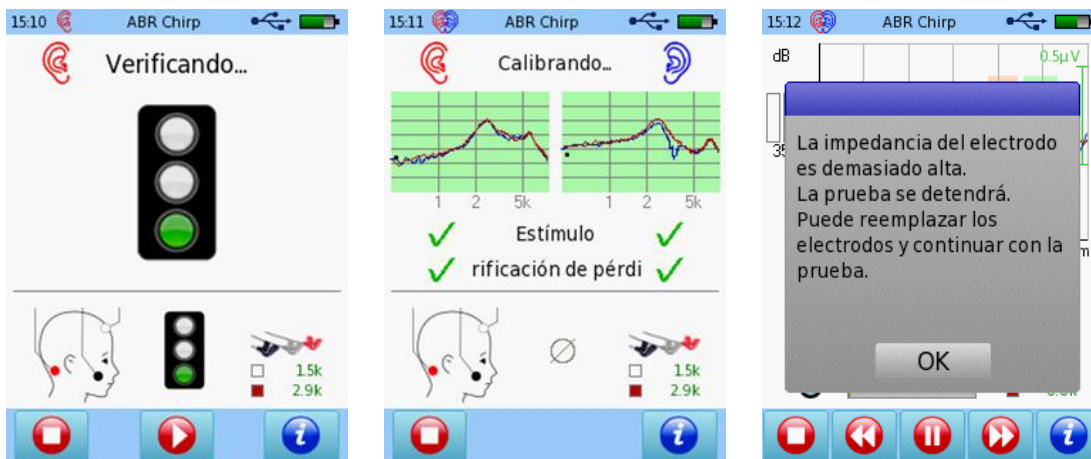 15:10 ABR Chirp
Verificando...
1.5k
2.9k
15:11 ABR Chirp
Calibrando...
1 2 5k 1 2 5k
Estímulo
rificación de pérdi
1.5k
2.9k
15:12 ABR Chirp
dB 0.5µV
La impedancia del electrodo
es demasiado alta.
La prueba se detendrá.
Puede reemplazar los
electrodos y continuar con la
prueba.
OK